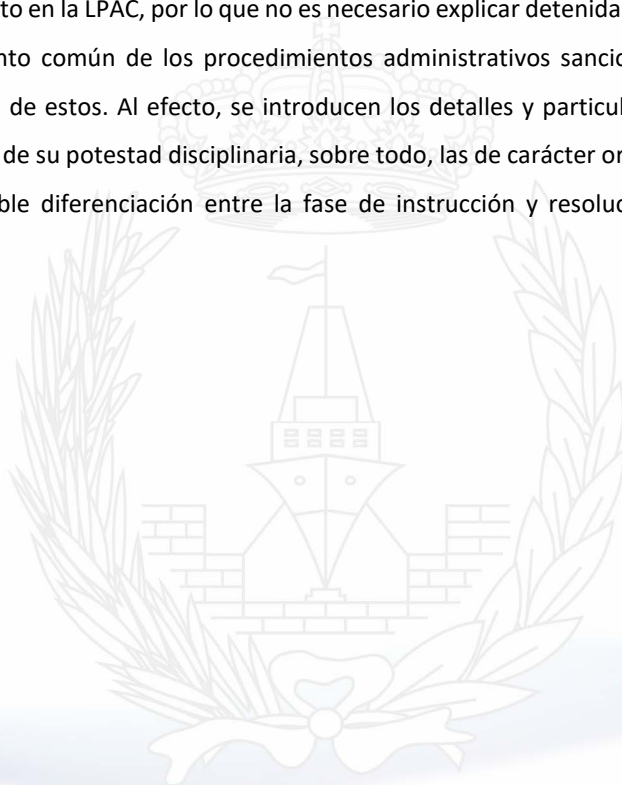 to en la LPAC, por lo que no es necesario explicar detenida
nto común de los procedimientos administrativos sancio
de estos. Al efecto, se introducen los detalles y particul
de su potestad disciplinaria, sobre todo, las de carácter or
ble diferenciación entre la fase de instrucción y resoluc